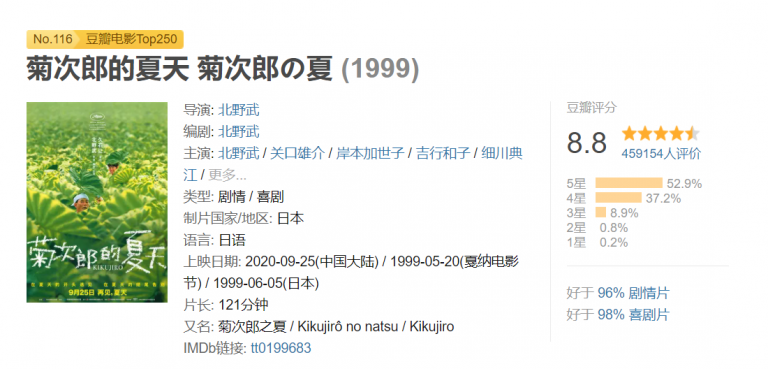 No.116 豆瓣电影Top250
菊次郎的夏天 菊次郎の夏 (1999)
菊次郎的夏天
KIKUJIRO
9月25日 再见,夏天
导演: 北野武
编剧: 北野武
主演: 北野武 / 关口雄介 / 岸本加世子 / 吉行和子 / 细川典
江 / 更多...
类型: 剧情 / 喜剧
制片国家/地区: 日本
语言: 日语
上映日期: 2020-09-25(中国大陆) / 1999-05-20(戛纳电影
节) / 1999-06-05(日本)
片长: 121分钟
又名: 菊次郎之夏 / Kikujirô no natsu / Kikujiro
IMDb链接: tt0199683
豆瓣评分
8.8
459154人评价
5星 52.9%
4星 37.2%
3星 8.9%
2星 0.8%
1星 0.2%
好于 96% 剧情片
好于 98% 喜剧片